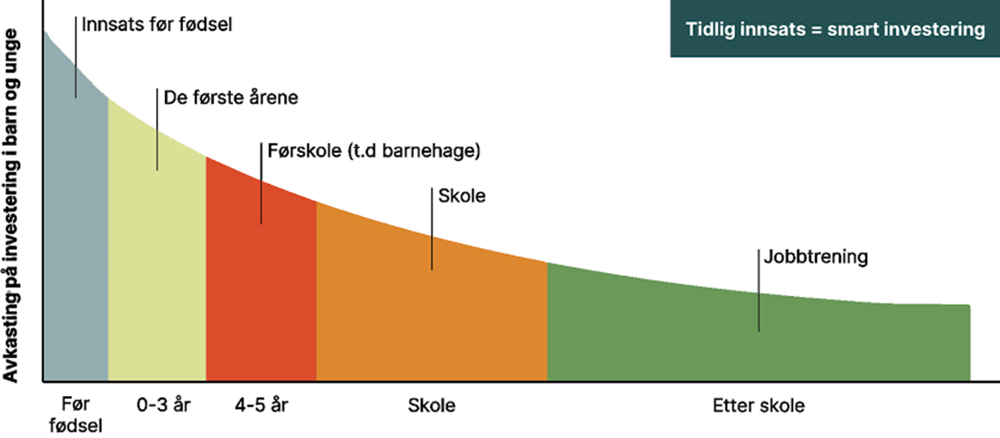 Innsats før fødsel
Tidlig innsats = smart investering
De første årene
Førskole (t.d barnehage)
Skole
Jobbtrening
Avkasting på investering i barn og unge
Før
fødsel
0-3 år
4-5 år
Skole
Etter skole